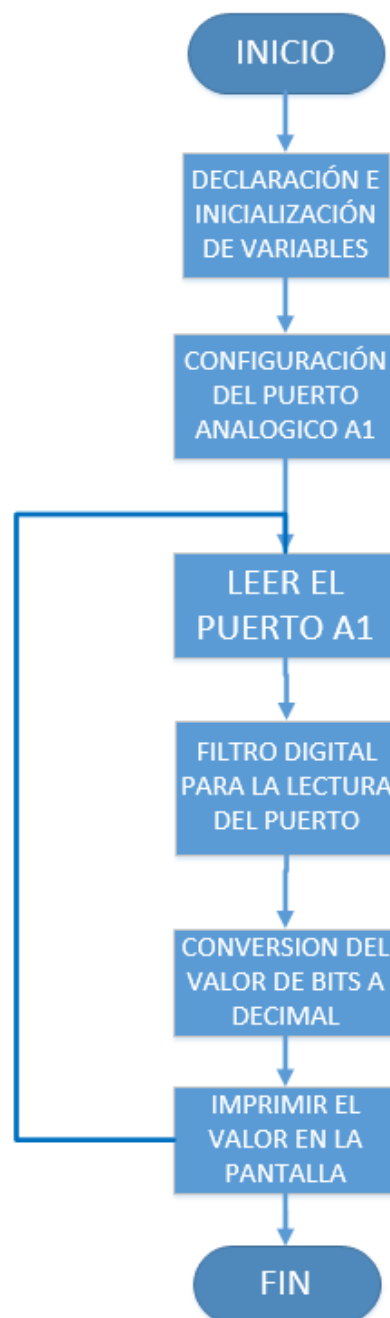 INICIO
DECLARACIÓN E
INICIALIZACIÓN
DE VARIABLES
CONFIGURACIÓN
DEL PUERTO
ANALOGICO A1
LEER EL
PUERTO A1
FILTRO DIGITAL
PARA LA LECTURA
DEL PUERTO
CONVERSION DEL
VALOR DE BITS A
DECIMAL
IMPRIMIR EL
VALOR EN LA
PANTALLA
FIN